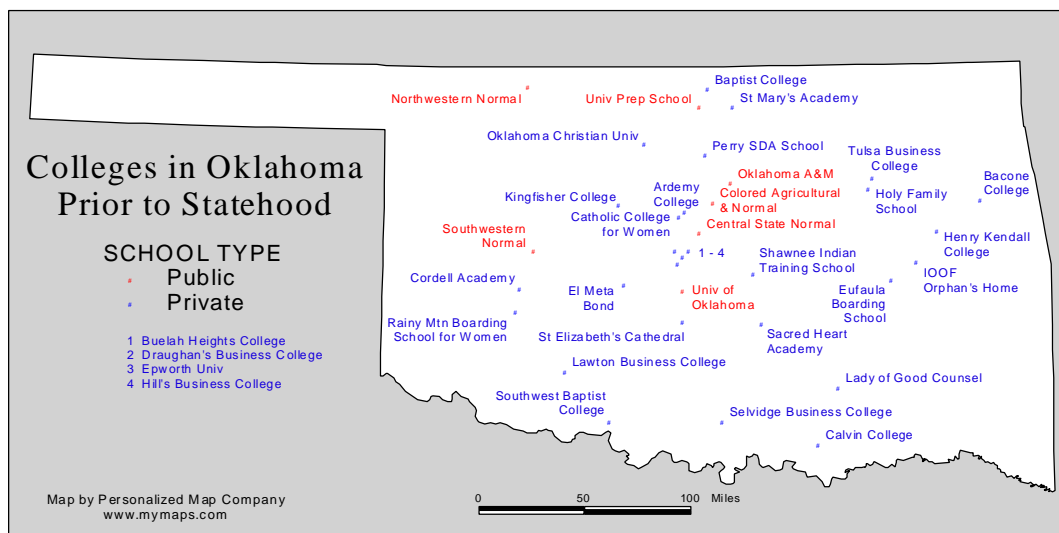 Baptist College
Northwestern Normal
Univ Prep School
St Mary's Academy
Oklahoma Christian Univ
Perry SDA School
Colleges in Oklahoma
Prior to Statehood
Tulsa Business
College
Oklahoma A&M
Bacone
College
Ardemy
College
Colored Agricultural
& Normal
Holy Family
School
Kingfisher College
Catholic College
for Women
Central State Normal
Southwestern
Normal
Henry Kendall
College
SCHOOL TYPE
Public
Private
1 - 4
Shawnee Indian
Training School
Cordell Academy
IOOF
Orphan's Home
El Meta
Bond
Univ of
Oklahoma
Eufaula
Boarding
School
Rainy Mtn Boarding
School for Women
St Elizabeth's Cathedral
Sacred Heart
Academy
1 Buelah Heights College
2 Draughan's Business College
3 Epworth Univ
4 Hill's Business College
Lawton Business College
Lady of Good Counsel
Southwest Baptist
College
Selvidge Business College
Calvin College
Map by Personalized Map Company
www.mymaps.com
0 50 100 Miles